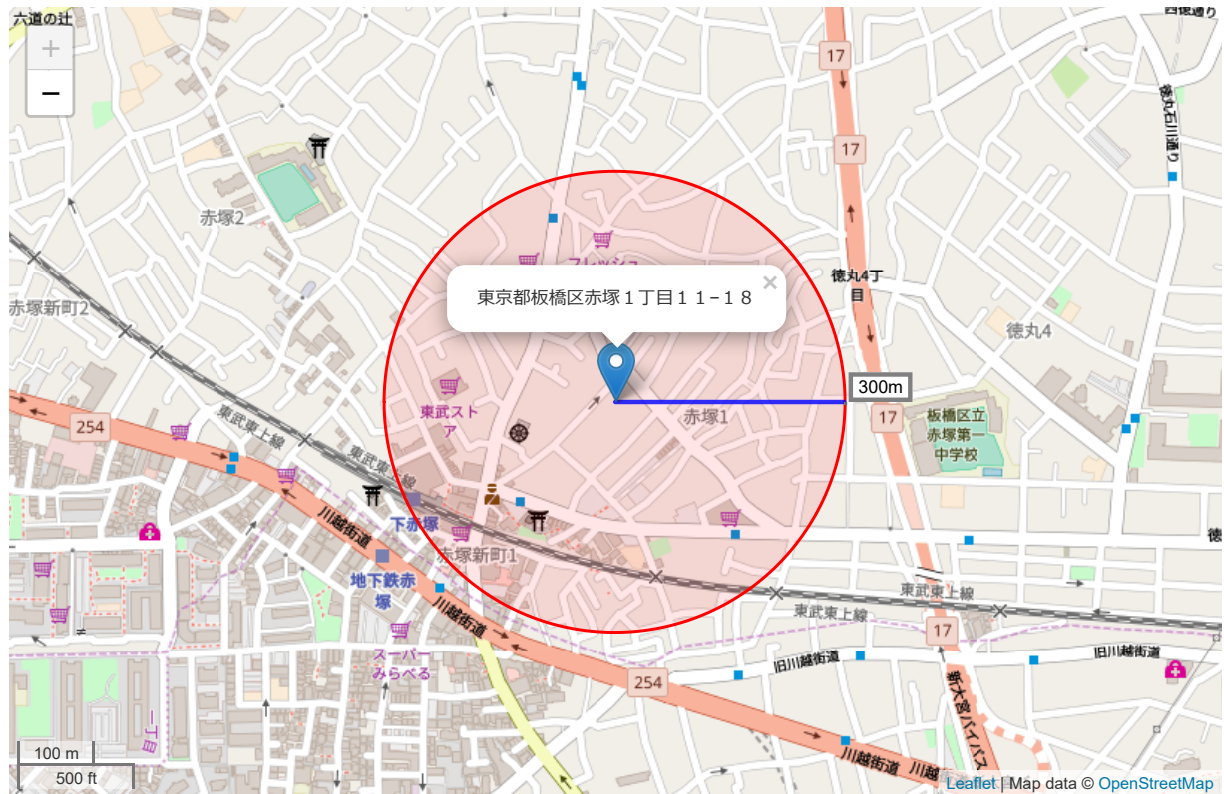 六道の辻
四徳通り
+
−
17
徳丸石川通り
17
赤塚2
フレッシュ
徳丸4丁
目
×
東京都板橋区赤塚１丁目１１−１８
赤塚新町2
徳丸4
300m
東武スト
ア
赤塚1
17
板橋区立
赤塚第一
中学校
254
東武東上線
東武東上線
川越街道
下赤塚
赤塚新町1
地下鉄赤
塚
川越街道
東武東上線
東武東上線
17
スーパー
みらべる
旧川越街道
旧川越街道
254
新大宮バイパス
一丁目
川越街道
川越
100 m
500 ft
Leaflet | Map data © OpenStreetMap